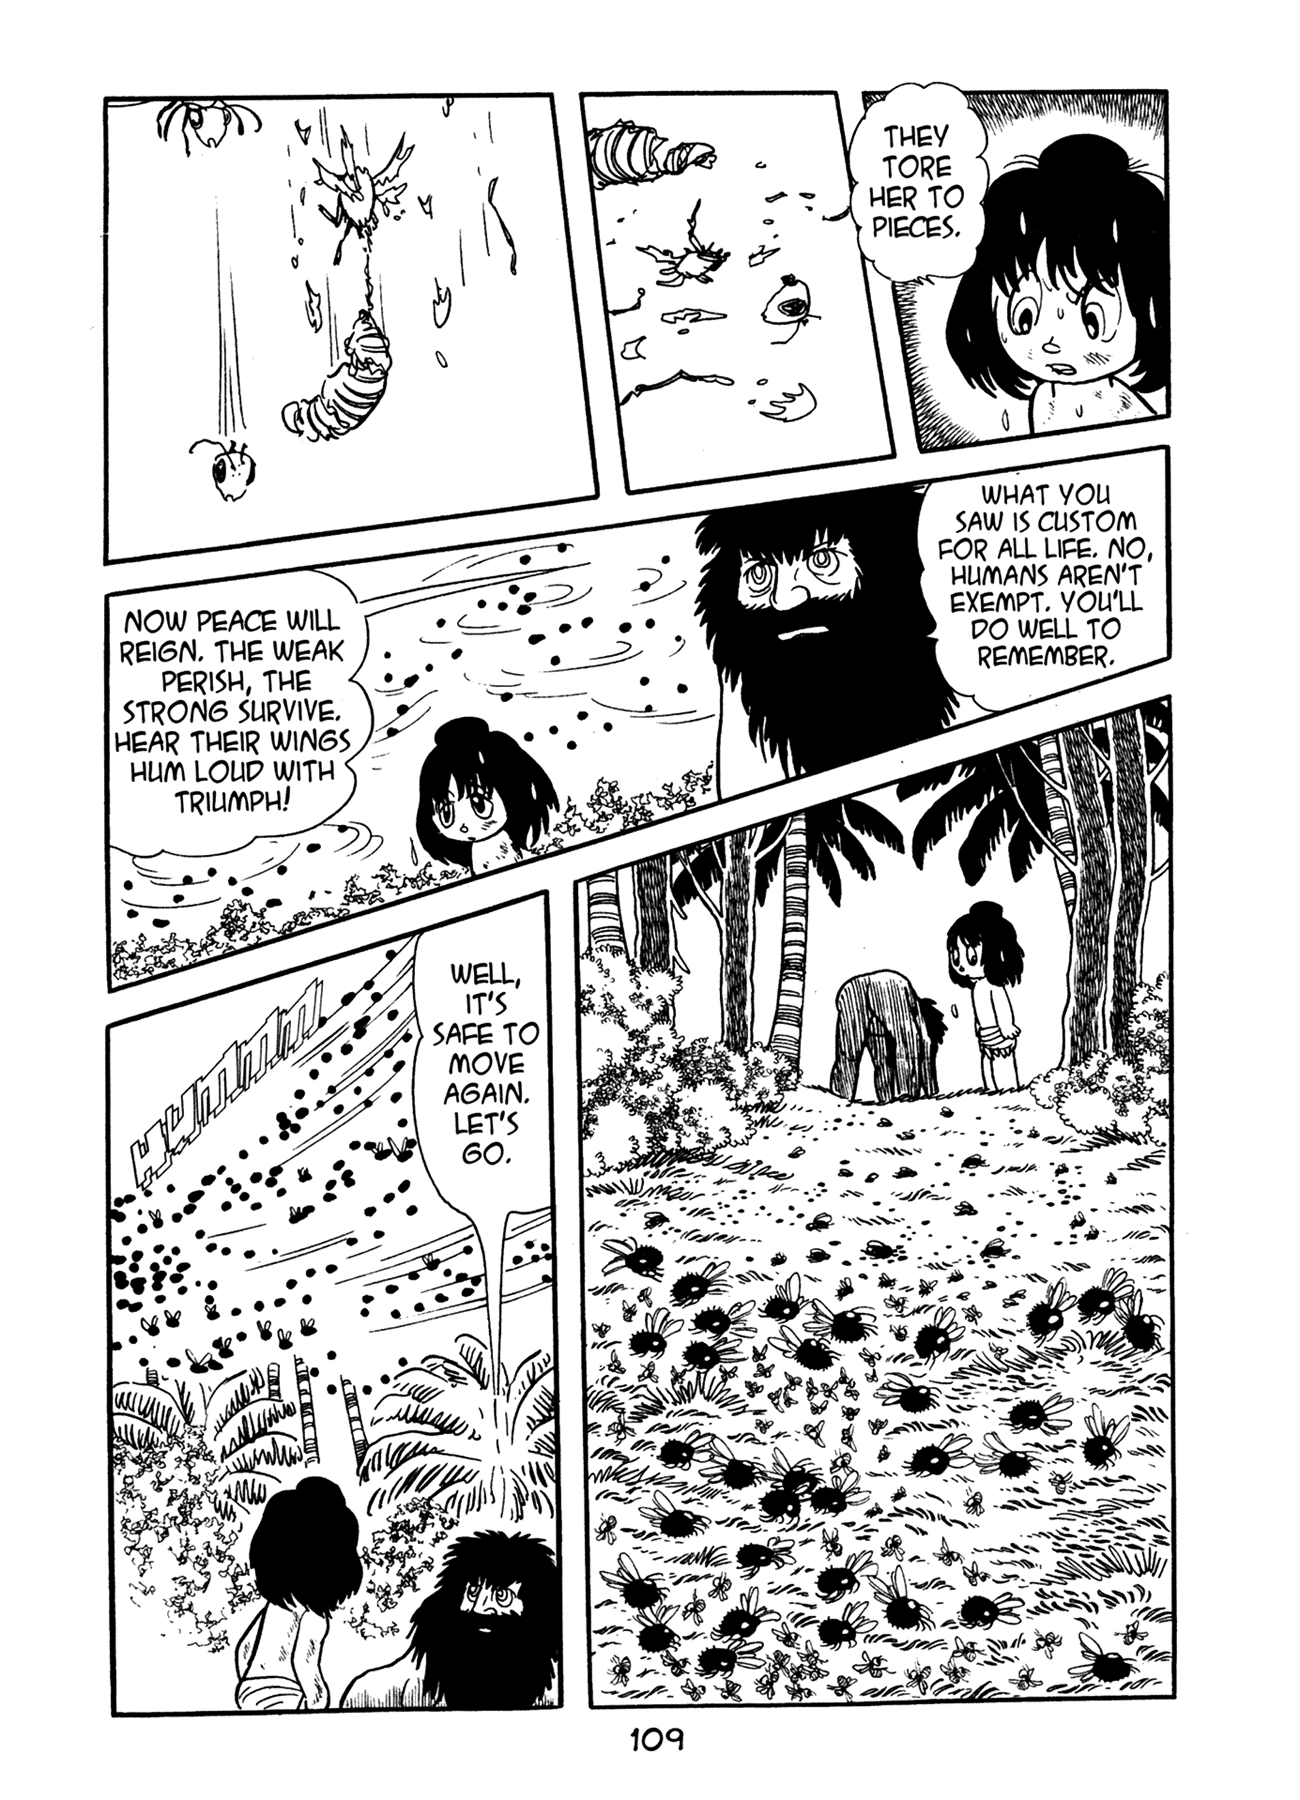 THEY
TORE
HER TO
PIECES.
WHAT YOU
SAW IS CUSTOM
FOR ALL LIFE. NO,
HUMANS AREN'T
EXEMPT. YOU'LL
DO WELL TO
REMEMBER.
NOW PEACE WILL
REIGN. THE WEAK
PERISH, THE
STRONG SURVIVE.
HEAR THEIR WINGS
HUM LOUD WITH
TRIUMPH!
WELL,
IT'S
SAFE TO
MOVE
AGAIN.
LET'S
GO.
109